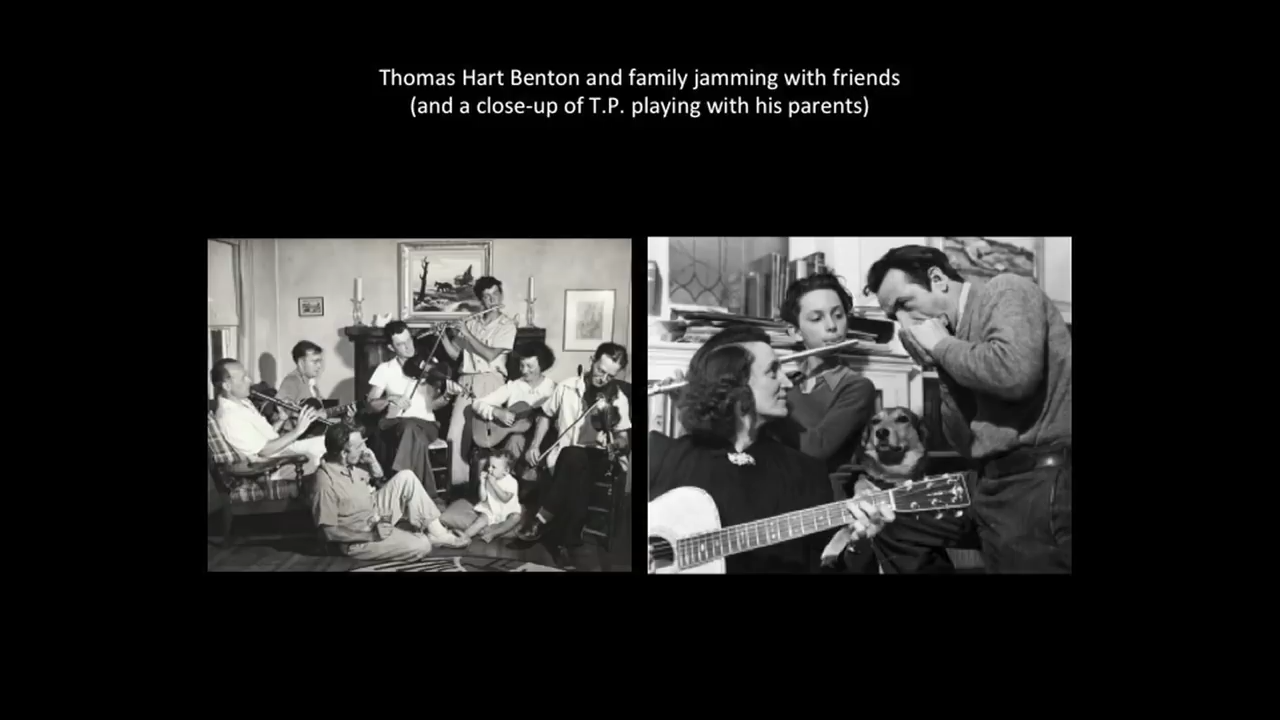 Thomas Hart Benton and family jamming with friends
(and a close-up of T.P. playing with his parents)